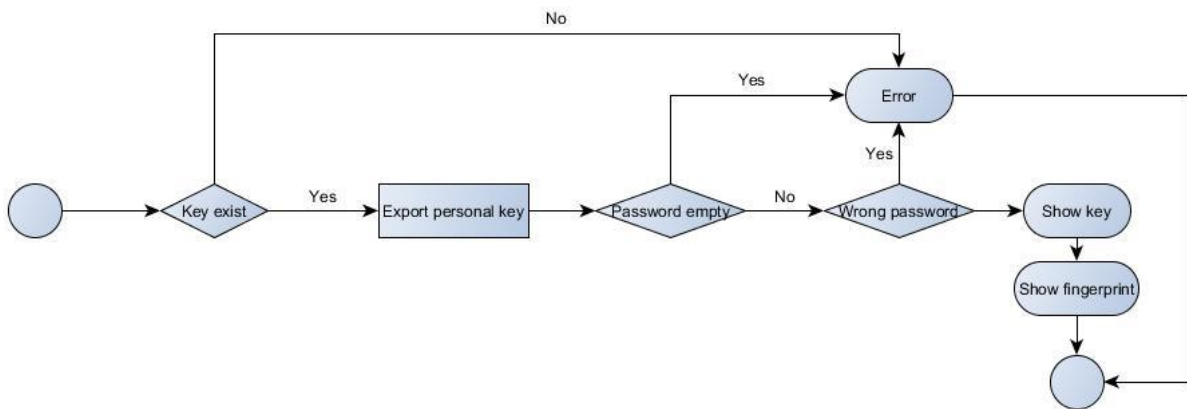 No
Yes
Error
Yes
Key exist
Yes
Export personal key
Password empty
No
Wrong password
Show key
Show fingerprint